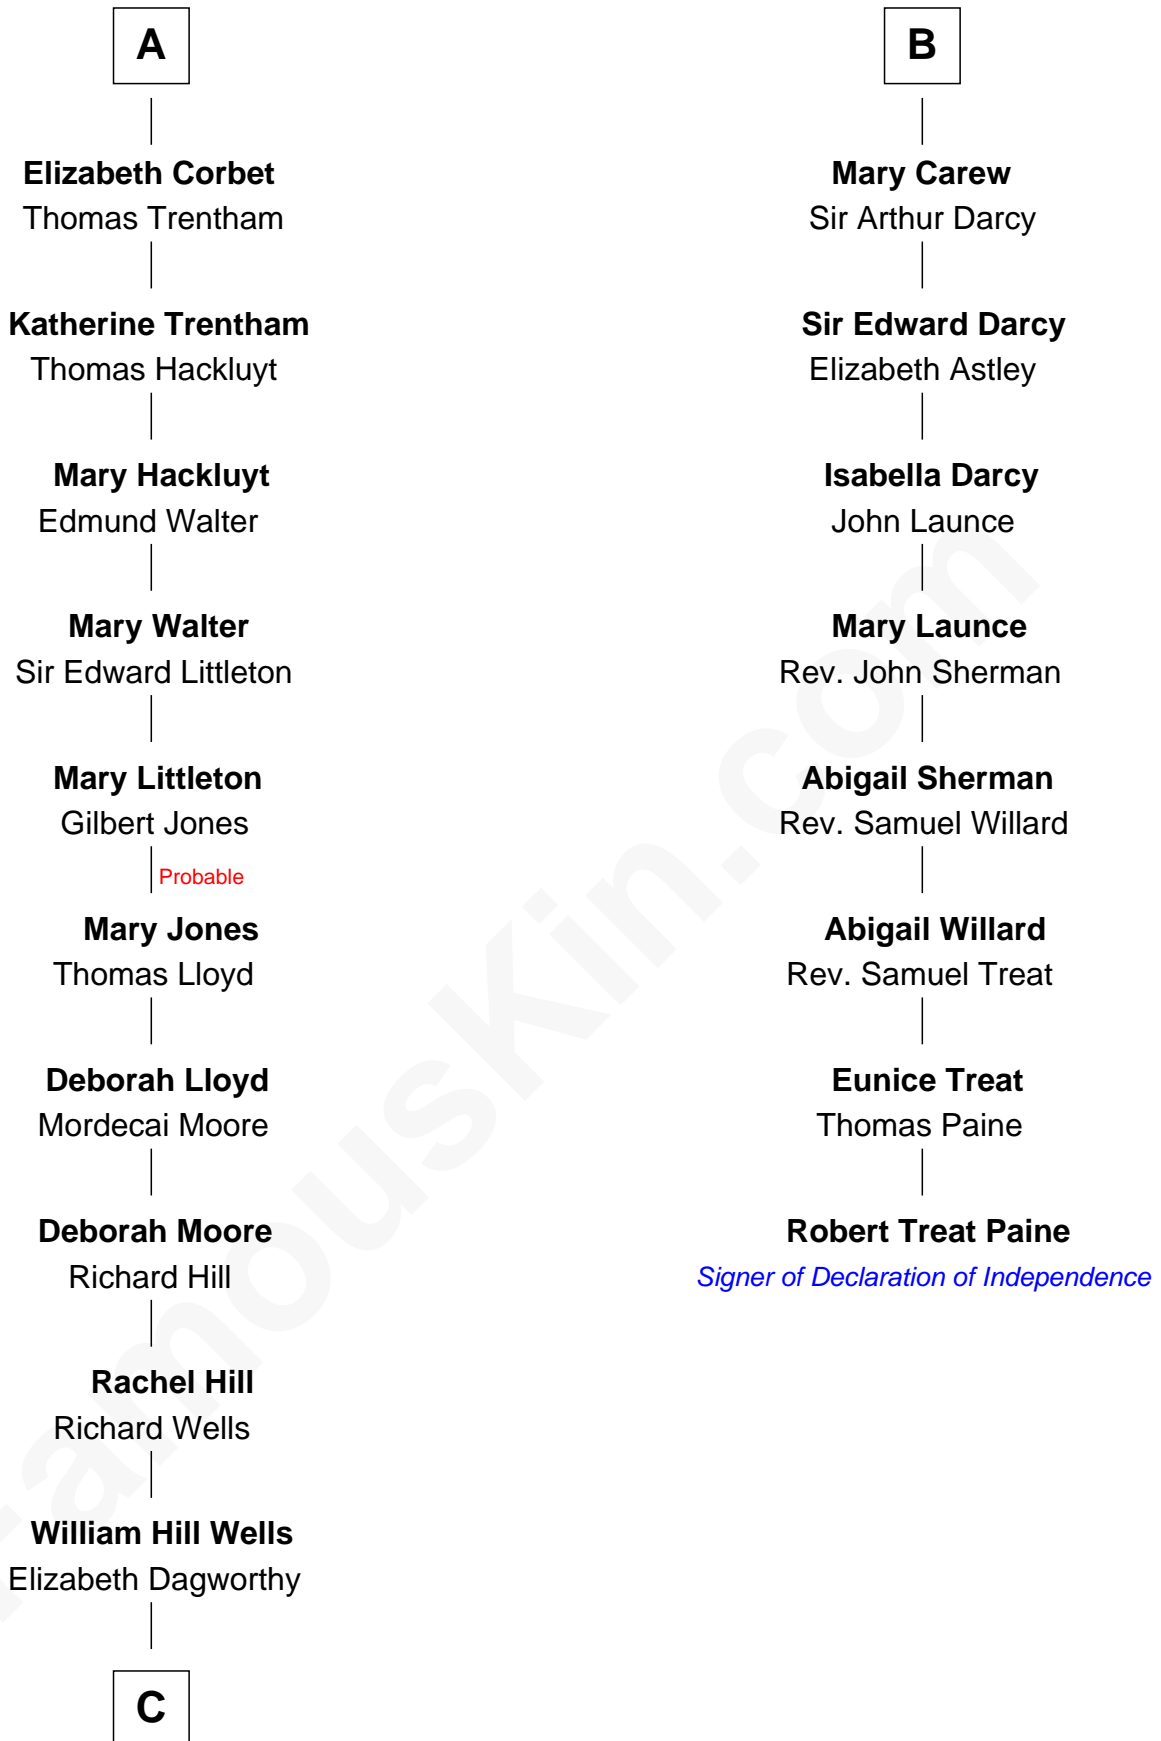 A
Elizabeth Corbet
Thomas Trentham
Katherine Trentham
Thomas Hackluyt
Mary Hackluyt
Edmund Walter
Mary Walter
Sir Edward Littleton
Mary Littleton
Gilbert Jones
Probable
Mary Jones
Thomas Lloyd
Deborah Lloyd
Mordecai Moore
Deborah Moore
Richard Hill
Rachel Hill
Richard Wells
William Hill Wells
Elizabeth Dagworthy
C
B
Mary Carew
Sir Arthur Darcy
Sir Edward Darcy
Elizabeth Astley
Isabella Darcy
John Launce
Mary Launce
Rev. John Sherman
Abigail Sherman
Rev. Samuel Willard
Abigail Willard
Rev. Samuel Treat
Eunice Treat
Thomas Paine
Robert Treat Paine
Signer of Declaration of Independence
FamousKin.com